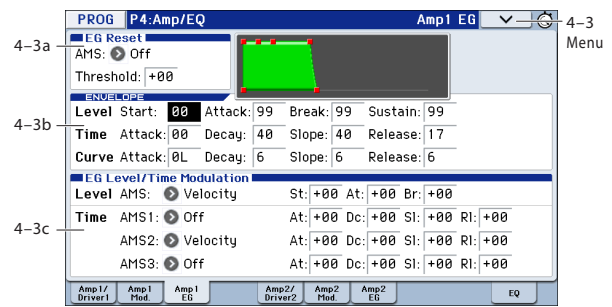 PROG P4:Amp/EQ Amp1 EG
4–3
Menu
EG Reset
4–3a
AMS: Off
Threshold: +00
ENVELOPE
4–3b
Level Start: 00 Attack: 99 Break: 99 Sustain: 99
Time Attack: 00 Decay: 40 Slope: 40 Release: 17
Curve Attack: 0L Decay: 6 Slope: 6 Release: 6
EG Level/Time Modulation
4–3c
Level AMS: Velocity St: +00 At: +00 Br: +00
Time AMS1: Off At: +00 Dc: +00 Sl: +00 Rl: +00
AMS2: Velocity At: +00 Dc: +00 Sl: +00 Rl: +00
AMS3: Off At: +00 Dc: +00 Sl: +00 Rl: +00
Amp1/ Driver1
Amp1 Mod.
Amp1 EG
Amp2/ Driver2
Amp2 Mod.
Amp2 EG
EQ